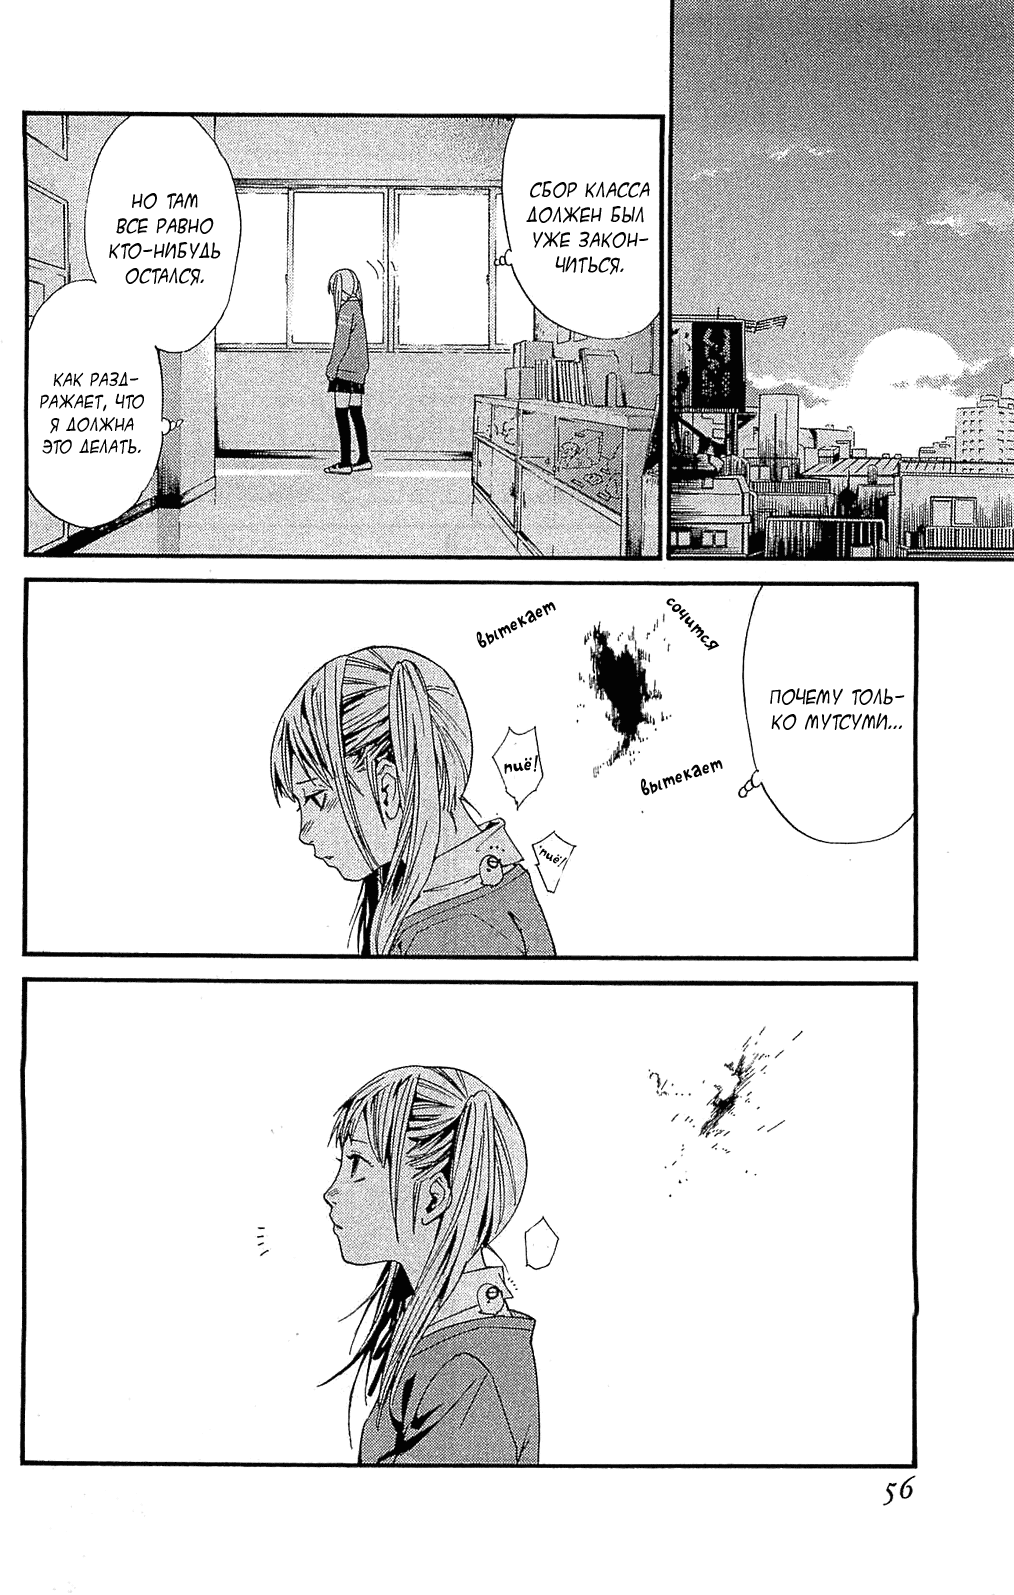 СБОР КЛАССА
ДОЛЖЕН БЫЛ
УЖЕ ЗАКОН-
ЧИТЬСЯ.
НО ТАМ
ВСЕ РАВНО
КТО-НИБУДЬ
ОСТАЛСЯ.
КАК РАЗД-
РАЖАЕТ, ЧТО
Я ДОЛЖНА
ЭТО ДЕЛАТЬ.
ПОЧЕМУ ТОЛЬ-
КО МУТСУМИ...
сочится
вытекает
вытекает
пиё!
пиё!
56